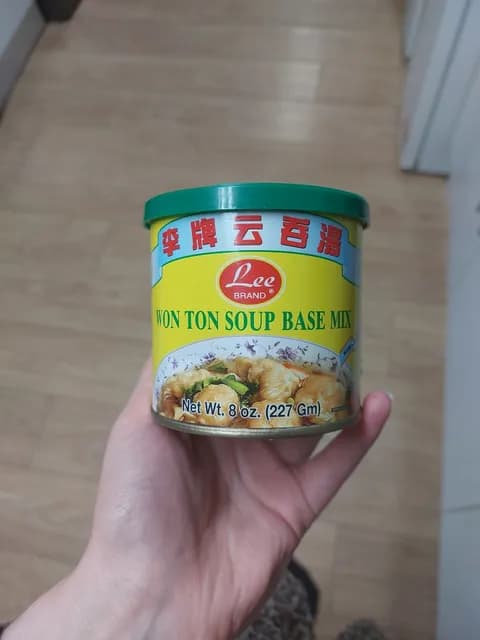 李牌云吞湯
Lee
BRAND®
WON TON SOUP BASE MIX
Net Wt. 8 oz. (227 Gm)